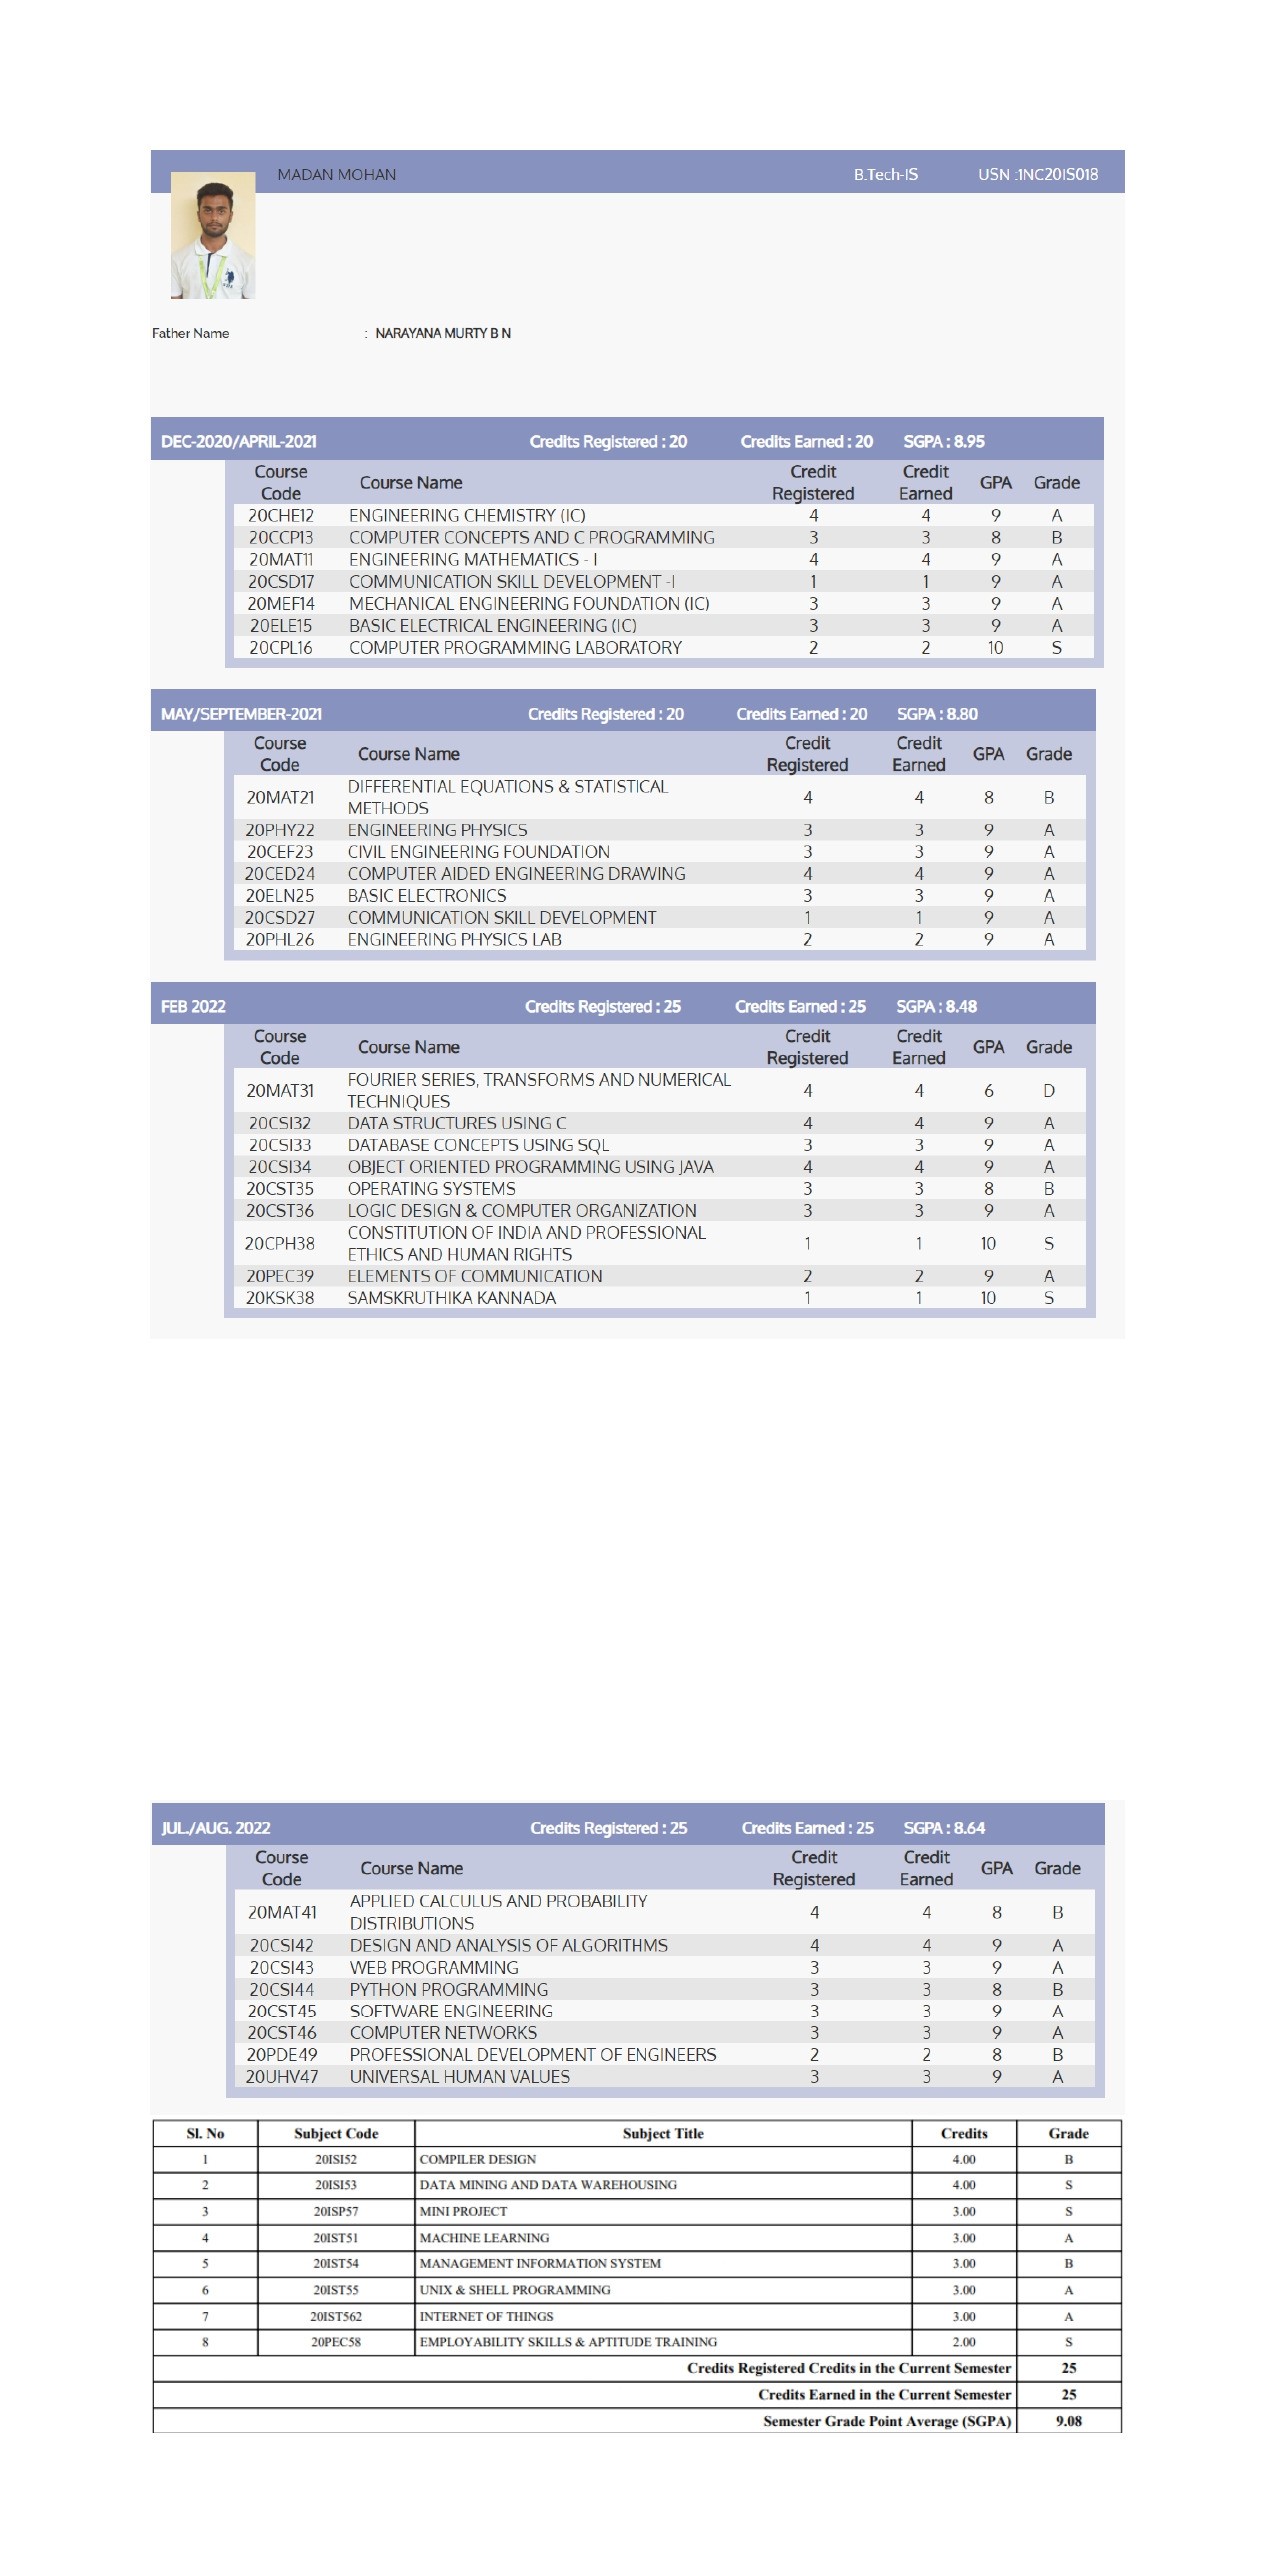 MADAN MOHAN B.Tech-IS USN :1NC20IS018
Father Name : NARAYANA MURTY B N
DEC-2020/APRIL-2021 Credits Registered : 20 Credits Earned : 20 SGPA : 8.95
Course Code Course Name Credit Registered Credit Earned GPA Grade
20CHE12 ENGINEERING CHEMISTRY (IC) 4 4 9 A
20CCP13 COMPUTER CONCEPTS AND C PROGRAMMING 3 3 8 B
20MAT11 ENGINEERING MATHEMATICS - I 4 4 9 A
20CSD17 COMMUNICATION SKILL DEVELOPMENT -I 1 1 9 A
20MEF14 MECHANICAL ENGINEERING FOUNDATION (IC) 3 3 9 A
20ELE15 BASIC ELECTRICAL ENGINEERING (IC) 3 3 9 A
20CPL16 COMPUTER PROGRAMMING LABORATORY 2 2 10 S
MAY/SEPTEMBER-2021 Credits Registered : 20 Credits Earned : 20 SGPA : 8.80
Course Code Course Name Credit Registered Credit Earned GPA Grade
20MAT21 DIFFERENTIAL EQUATIONS & STATISTICAL METHODS 4 4 8 B
20PHY22 ENGINEERING PHYSICS 3 3 9 A
20CEF23 CIVIL ENGINEERING FOUNDATION 3 3 9 A
20CED24 COMPUTER AIDED ENGINEERING DRAWING 4 4 9 A
20ELN25 BASIC ELECTRONICS 3 3 9 A
20CSD27 COMMUNICATION SKILL DEVELOPMENT 1 1 9 A
20PHL26 ENGINEERING PHYSICS LAB 2 2 9 A
FEB 2022 Credits Registered : 25 Credits Earned : 25 SGPA : 8.48
Course Code Course Name Credit Registered Credit Earned GPA Grade
20MAT31 FOURIER SERIES, TRANSFORMS AND NUMERICAL TECHNIQUES 4 4 6 D
20CSI32 DATA STRUCTURES USING C 4 4 9 A
20CSI33 DATABASE CONCEPTS USING SQL 3 3 9 A
20CSI34 OBJECT ORIENTED PROGRAMMING USING JAVA 4 4 9 A
20CST35 OPERATING SYSTEMS 3 3 8 B
20CST36 LOGIC DESIGN & COMPUTER ORGANIZATION 3 3 9 A
20CPH38 CONSTITUTION OF INDIA AND PROFESSIONAL ETHICS AND HUMAN RIGHTS 1 1 10 S
20PEC39 ELEMENTS OF COMMUNICATION 2 2 9 A
20KSK38 SAMSKRUTHIKA KANNADA 1 1 10 S
JUL./AUG. 2022 Credits Registered : 25 Credits Earned : 25 SGPA : 8.64
Course Code Course Name Credit Registered Credit Earned GPA Grade
20MAT41 APPLIED CALCULUS AND PROBABILITY DISTRIBUTIONS 4 4 8 B
20CSI42 DESIGN AND ANALYSIS OF ALGORITHMS 4 4 9 A
20CSI43 WEB PROGRAMMING 3 3 9 A
20CSI44 PYTHON PROGRAMMING 3 3 8 B
20CST45 SOFTWARE ENGINEERING 3 3 9 A
20CST46 COMPUTER NETWORKS 3 3 9 A
20PDE49 PROFESSIONAL DEVELOPMENT OF ENGINEERS 2 2 8 B
20UHV47 UNIVERSAL HUMAN VALUES 3 3 9 A
Sl. No Subject Code Subject Title Credits Grade
1 20ISI52 COMPILER DESIGN 4.00 B
2 20ISI53 DATA MINING AND DATA WAREHOUSING 4.00 S
3 20ISP57 MINI PROJECT 3.00 S
4 20IST51 MACHINE LEARNING 3.00 A
5 20IST54 MANAGEMENT INFORMATION SYSTEM 3.00 B
6 20IST55 UNIX & SHELL PROGRAMMING 3.00 A
7 20IST562 INTERNET OF THINGS 3.00 A
8 20PEC58 EMPLOYABILITY SKILLS & APTITUDE TRAINING 2.00 S
Credits Registered Credits in the Current Semester 25
Credits Earned in the Current Semester 25
Semester Grade Point Average (SGPA) 9.08